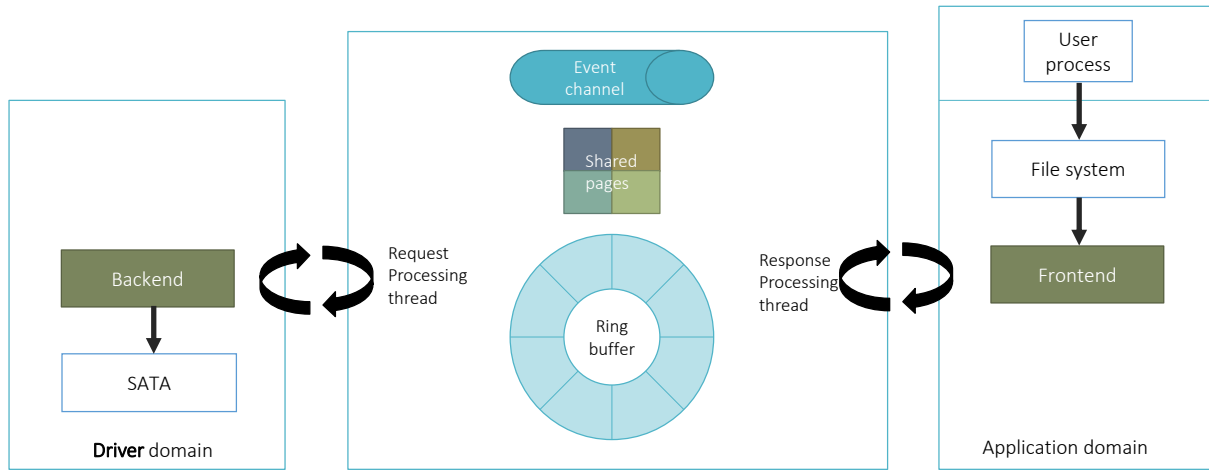 Event
channel
User
process
Shared
pages
File system
Request
Processing
thread
Response
Processing
thread
Backend
Frontend
Ring
buffer
SATA
Driver domain
Application domain